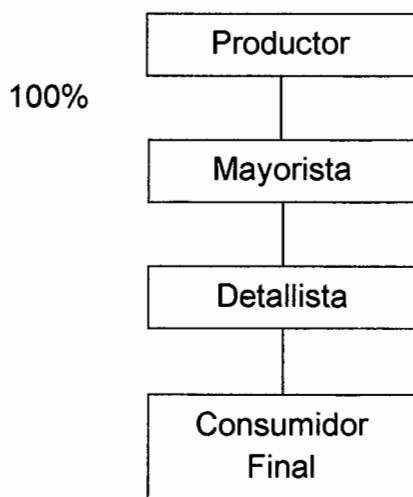 Productor
100%
Mayorista
Detallista
Consumidor
Final